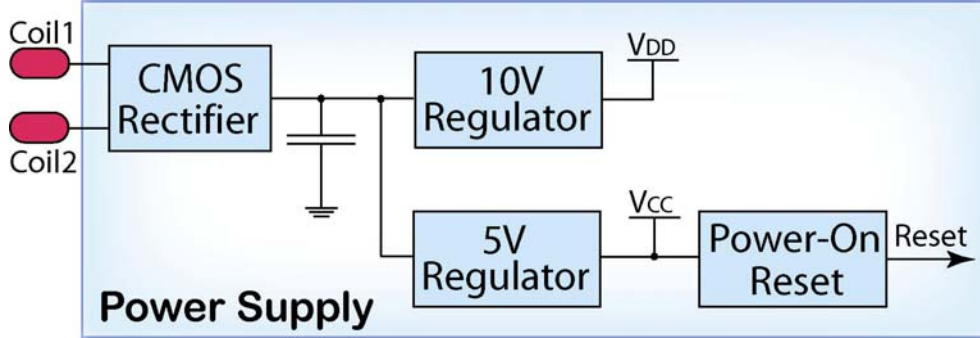 Coil1
CMOS
Rectifier
Coil2
10V
Regulator
VDD
5V
Regulator
VCC
Power-On
Reset
Reset
Power Supply